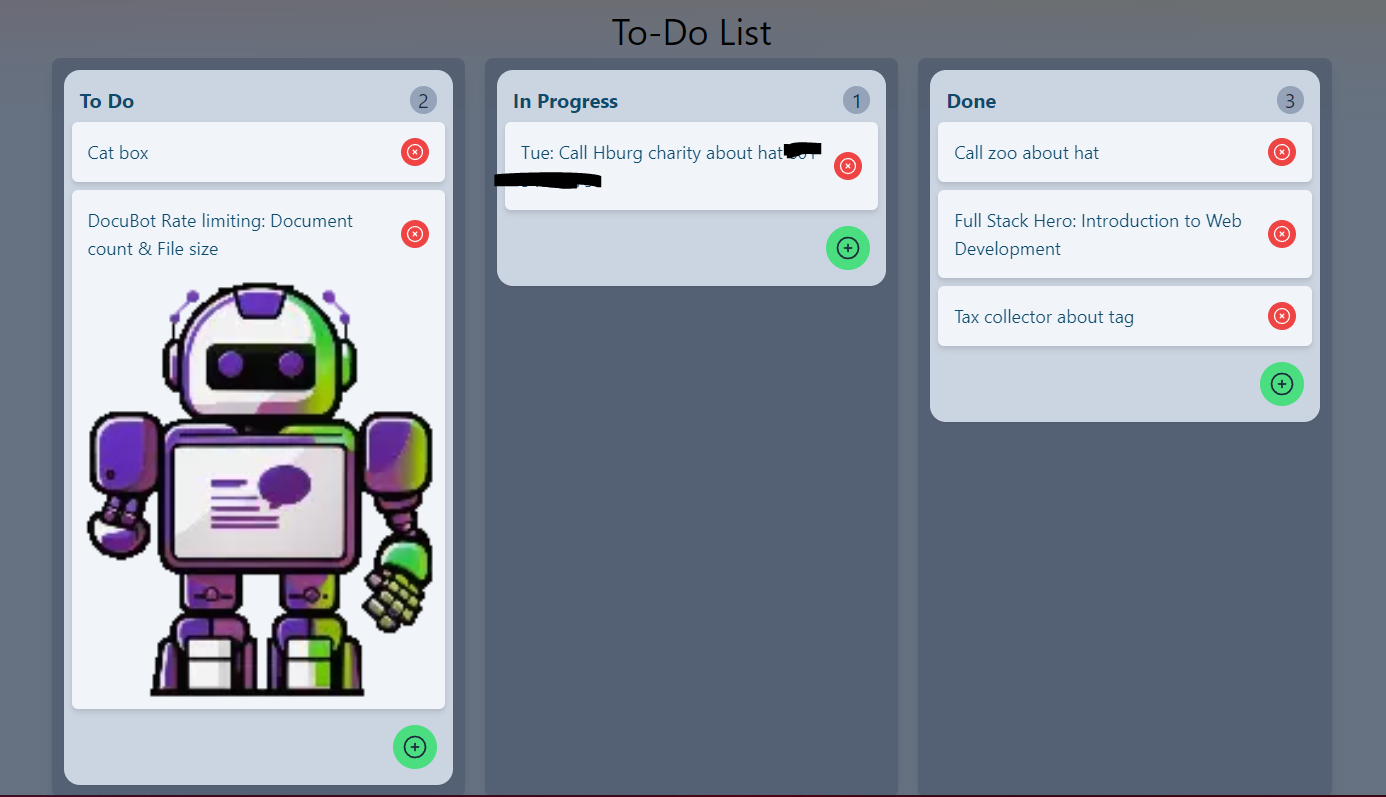 To-Do List
To Do
2
Cat box
DocuBot Rate limiting: Document
count & File size
In Progress
1
Tue: Call Hburg charity about hat
Done
3
Call zoo about hat
Full Stack Hero: Introduction to Web
Development
Tax collector about tag